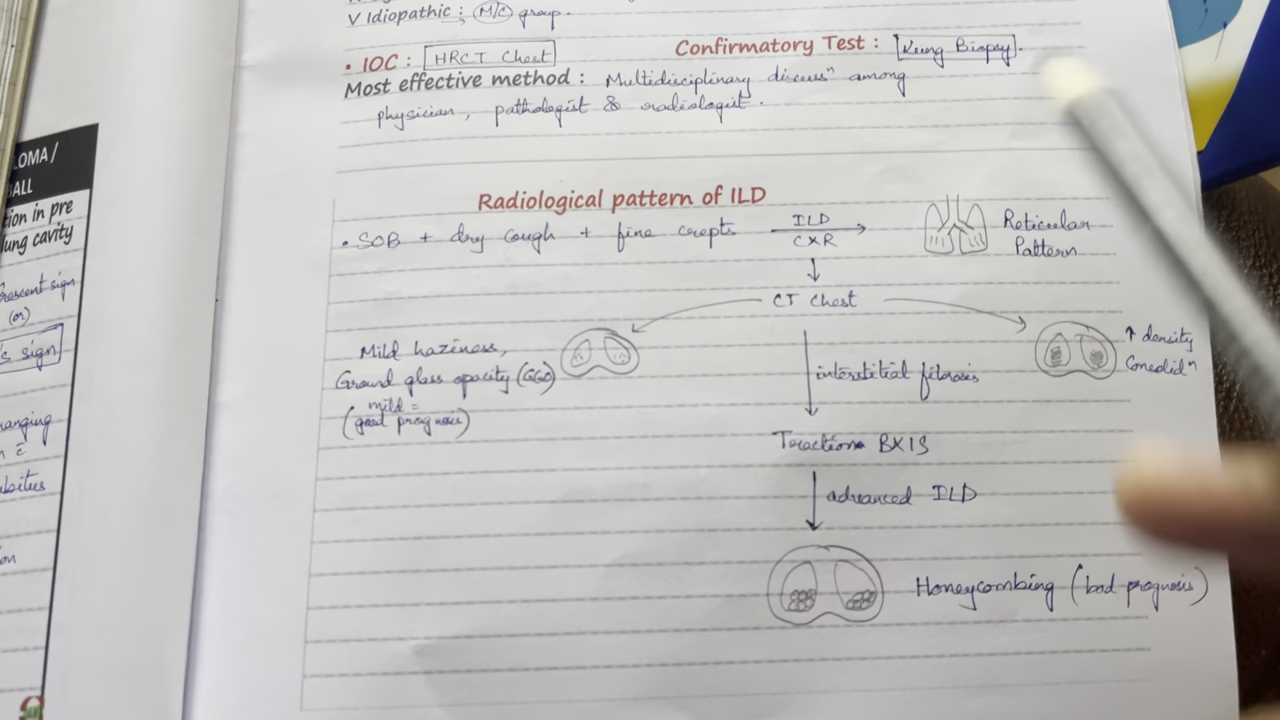 V Idiopathic : M/c group.
• IOC : HRCT Chest
Confirmatory Test : Lung Biopsy.
Most effective method : Multidisciplinary discussⁿ among
physician, pathologist & radiologist.
Radiological pattern of ILD
• SOB + dry cough + fine crepts
ILD
CXR
Reticular
Pattern
CT Chest
Mild haziness,
Ground glass opacity (GGO)
(mild =
good prognosis)
↑ density
Consolidⁿ
interstitial fibrosis
Traction BXIS
advanced ILD
Honeycombing (bad prognosis)
LOMA /
BALL
tion in pre
lung cavity
rescent sign
(or)
's sign
hanging
n c̄
ubitus